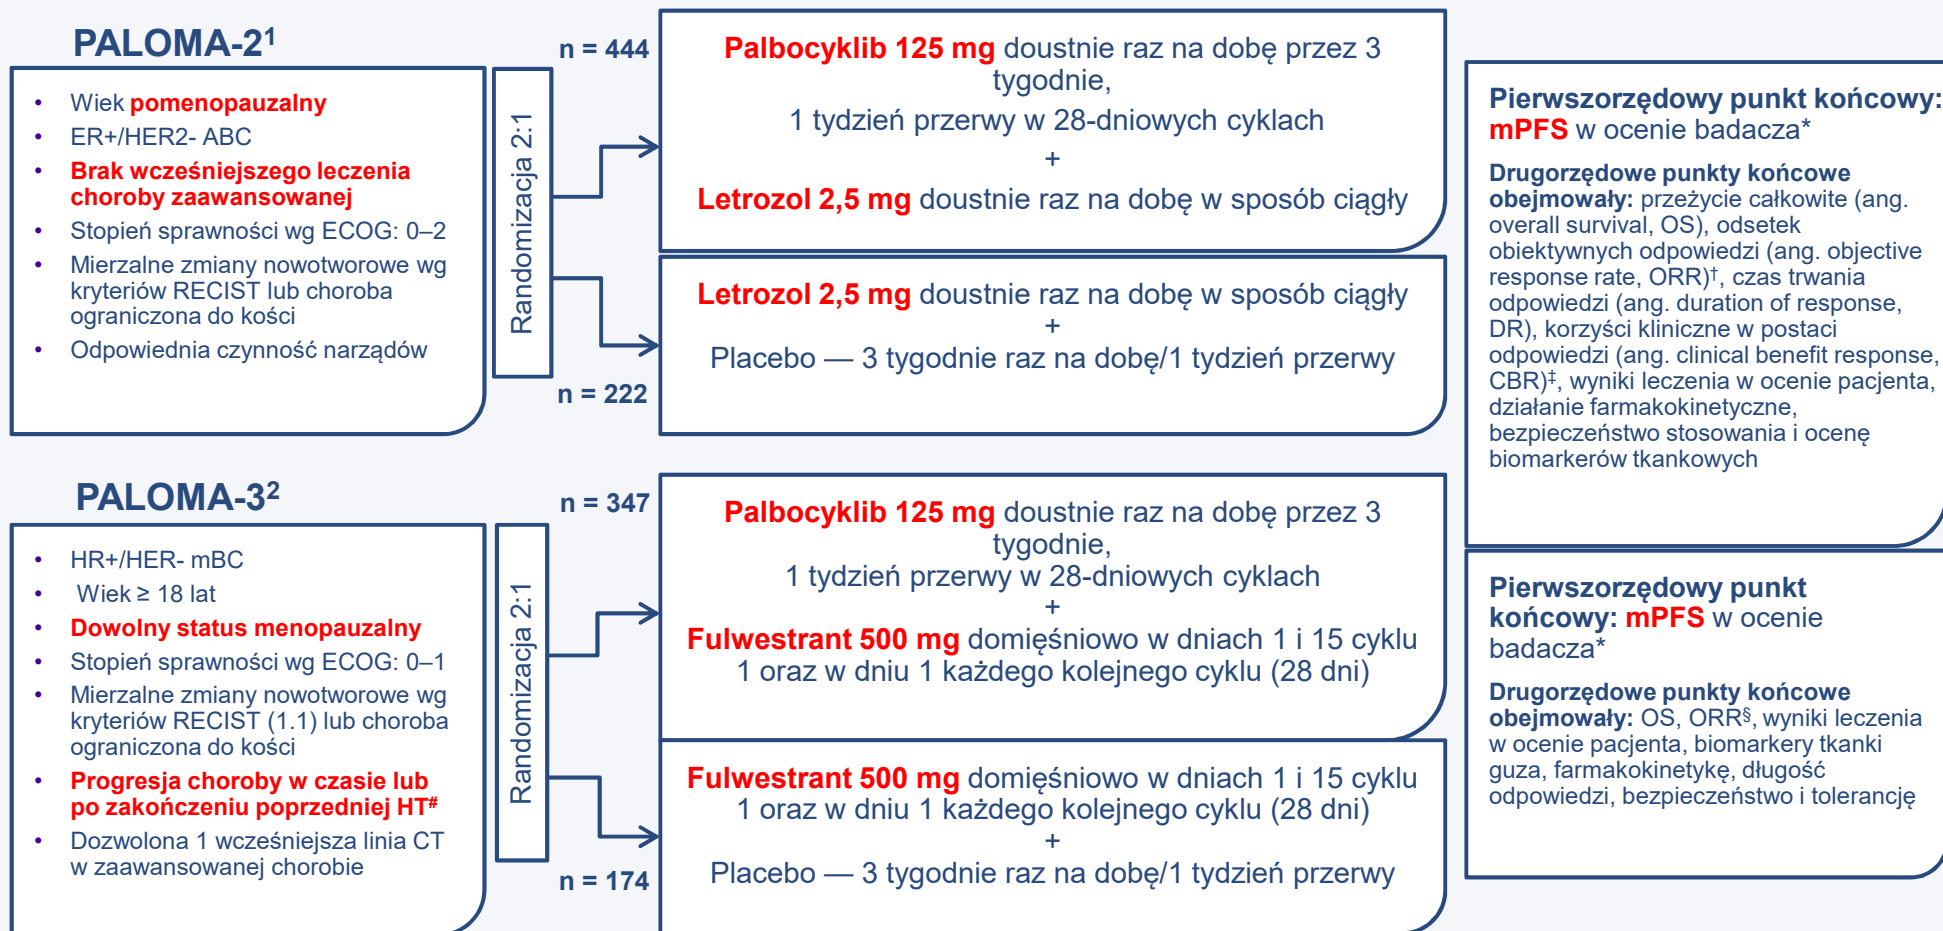 PALOMA-2¹
• Wiek pomenopauzalny
• ER+/HER2- ABC
• Brak wcześniejszego leczenia
choroby zaawansowanej
• Stopień sprawności wg ECOG: 0–2
• Mierzalne zmiany nowotworowe wg
kryteriów RECIST lub choroba
ograniczona do kości
• Odpowiednia czynność narządów
Randomizacja 2:1
n = 444
n = 222
Palbocyklib 125 mg doustnie raz na dobę przez 3
tygodnie,
1 tydzień przerwy w 28-dniowych cyklach
+
Letrozol 2,5 mg doustnie raz na dobę w sposób ciągły
Letrozol 2,5 mg doustnie raz na dobę w sposób ciągły
+
Placebo — 3 tygodnie raz na dobę/1 tydzień przerwy
Pierwszorzędowy punkt końcowy:
mPFS w ocenie badacza*
Drugorzędowe punkty końcowe
obejmowały: przeżycie całkowite (ang.
overall survival, OS), odsetek
obiektywnych odpowiedzi (ang. objective
response rate, ORR)†, czas trwania
odpowiedzi (ang. duration of response,
DR), korzyści kliniczne w postaci
odpowiedzi (ang. clinical benefit response,
CBR)‡, wyniki leczenia w ocenie pacjenta,
działanie farmakokinetyczne,
bezpieczeństwo stosowania i ocenę
biomarkerów tkankowych
PALOMA-3²
• HR+/HER- mBC
• Wiek ≥ 18 lat
• Dowolny status menopauzalny
• Stopień sprawności wg ECOG: 0–1
• Mierzalne zmiany nowotworowe wg
kryteriów RECIST (1.1) lub choroba
ograniczona do kości
• Progresja choroby w czasie lub
po zakończeniu poprzedniej HT#
• Dozwolona 1 wcześniejsza linia CT
w zaawansowanej chorobie
Randomizacja 2:1
n = 347
n = 174
Palbocyklib 125 mg doustnie raz na dobę przez 3
tygodnie,
1 tydzień przerwy w 28-dniowych cyklach
+
Fulwestrant 500 mg domięśniowo w dniach 1 i 15 cyklu
1 oraz w dniu 1 każdego kolejnego cyklu (28 dni)
Fulwestrant 500 mg domięśniowo w dniach 1 i 15 cyklu
1 oraz w dniu 1 każdego kolejnego cyklu (28 dni)
+
Placebo — 3 tygodnie raz na dobę/1 tydzień przerwy
Pierwszorzędowy punkt
końcowy: mPFS w ocenie
badacza*
Drugorzędowe punkty końcowe
obejmowały: OS, ORR§, wyniki leczenia
w ocenie pacjenta, biomarkery tkanki
guza, farmakokinetykę, długość
odpowiedzi, bezpieczeństwo i tolerancję